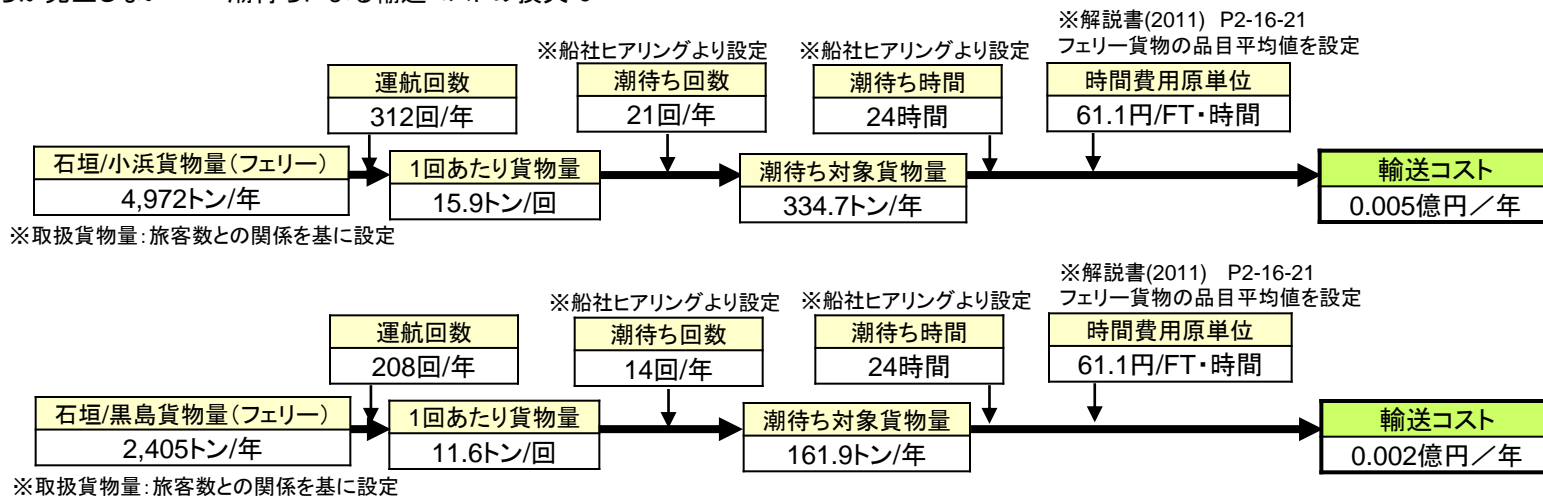 ※解説書(2011) P2-16-21
フェリー貨物の品目平均値を設定
※船社ヒアリングより設定
※船社ヒアリングより設定
運航回数
312回/年
潮待ち回数
21回/年
潮待ち時間
24時間
時間費用原単位
61.1円/FT・時間
石垣/小浜貨物量(フェリー)
4,972トン/年
1回あたり貨物量
15.9トン/回
潮待ち対象貨物量
334.7トン/年
輸送コスト
0.005億円/年
※取扱貨物量:旅客数との関係を基に設定
※解説書(2011) P2-16-21
フェリー貨物の品目平均値を設定
※船社ヒアリングより設定
※船社ヒアリングより設定
運航回数
208回/年
潮待ち回数
14回/年
潮待ち時間
24時間
時間費用原単位
61.1円/FT・時間
石垣/黒島貨物量(フェリー)
2,405トン/年
1回あたり貨物量
11.6トン/回
潮待ち対象貨物量
161.9トン/年
輸送コスト
0.002億円/年
※取扱貨物量:旅客数との関係を基に設定